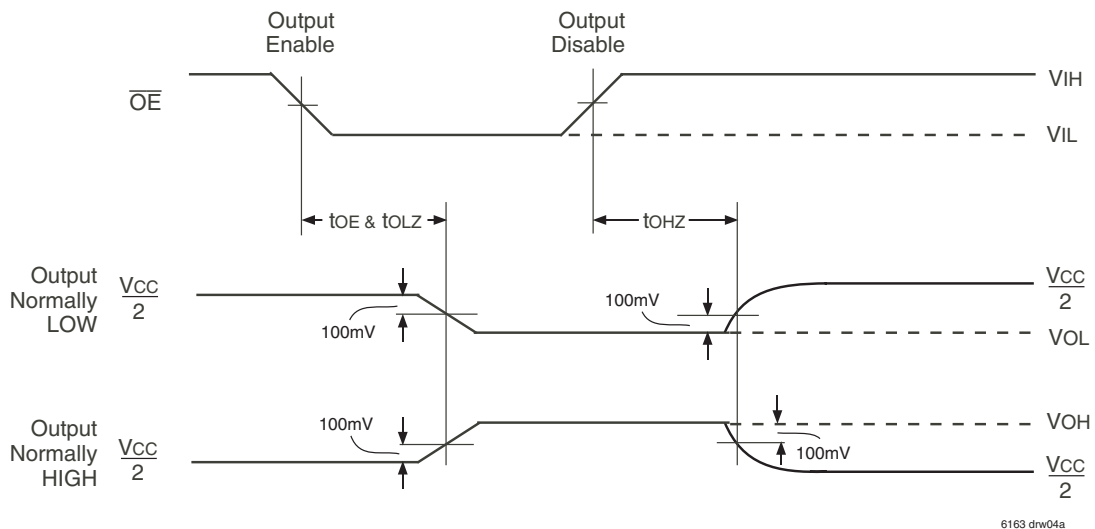 Output
Enable
Output
Disable
OE
VIH
VIL
tOE & tOLZ
tOHZ
Output
Normally
LOW
VCC
2
100mV
100mV
VCC
2
VOL
Output
Normally
HIGH
VCC
2
100mV
100mV
VOH
VCC
2
6163 drw04a